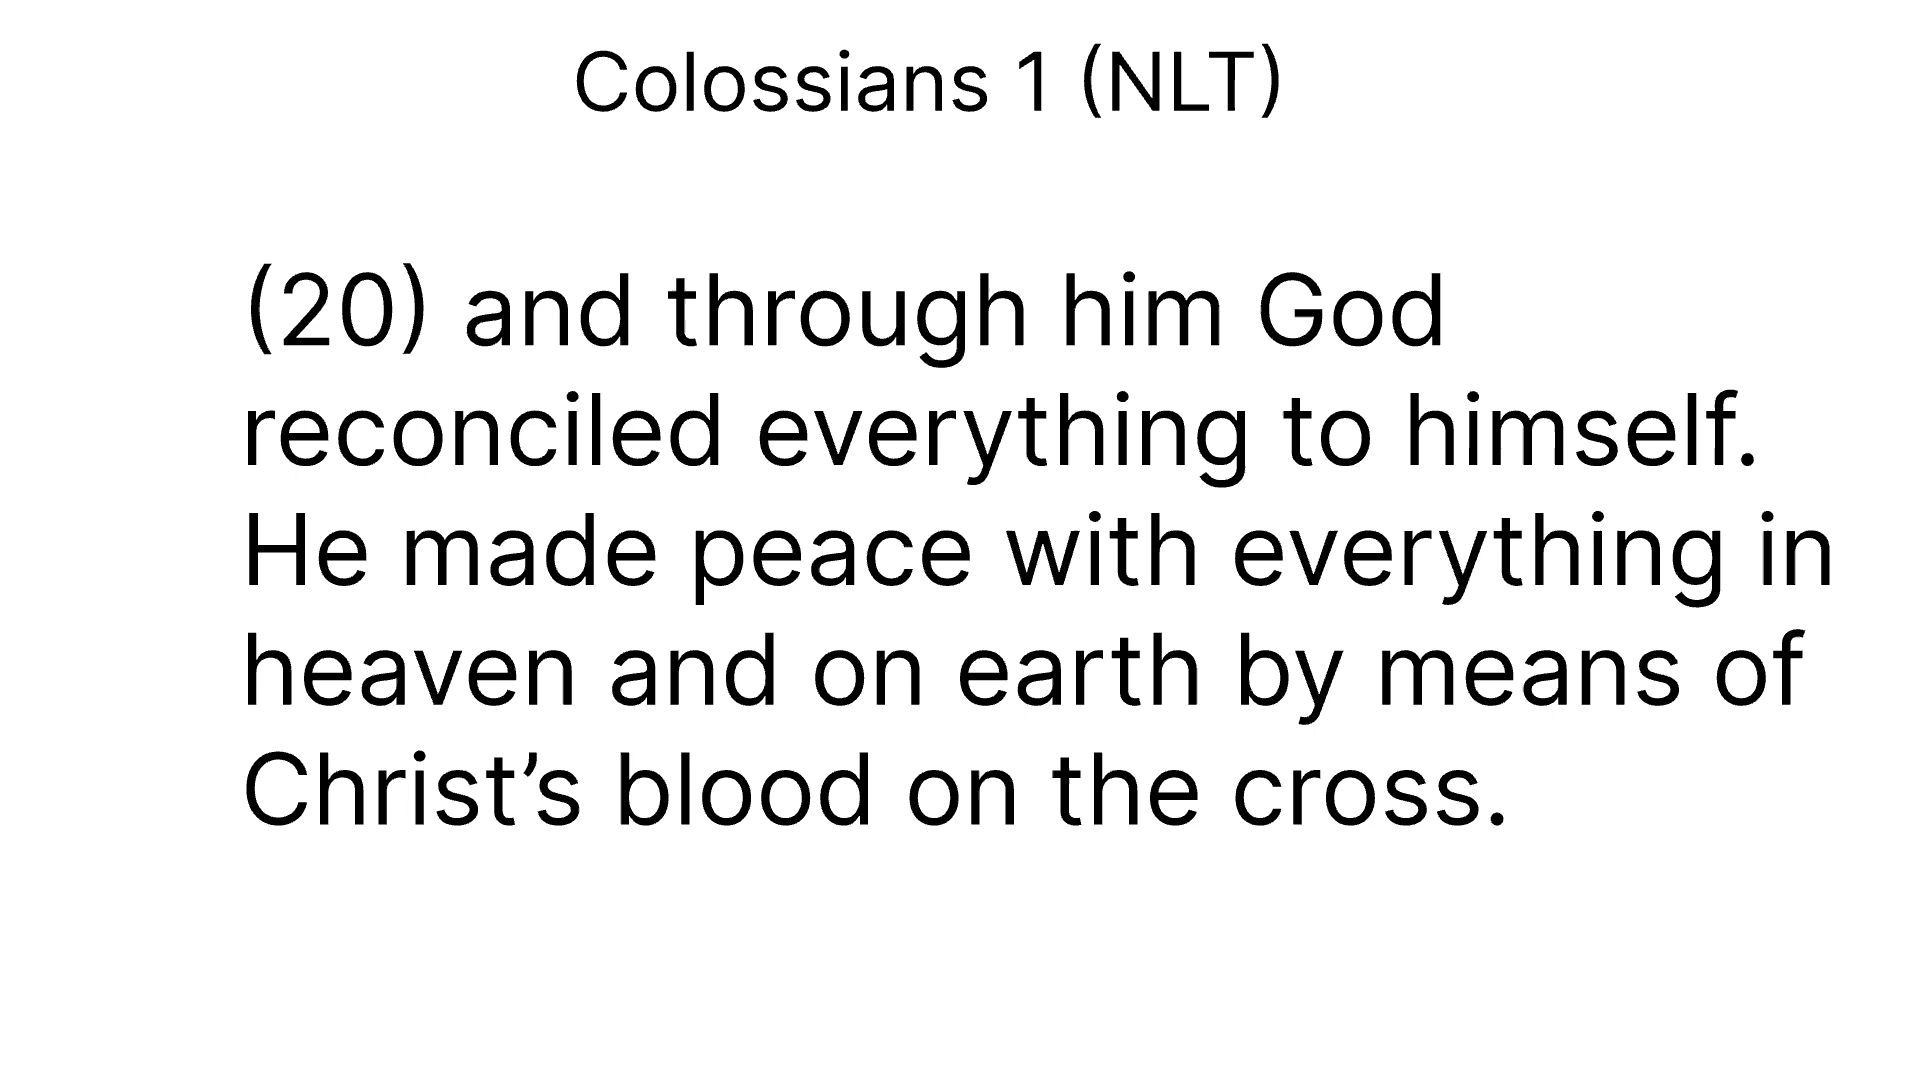 Colossians 1 (NLT)
(20) and through him God
reconciled everything to himself.
He made peace with everything in
heaven and on earth by means of
Christ’s blood on the cross.